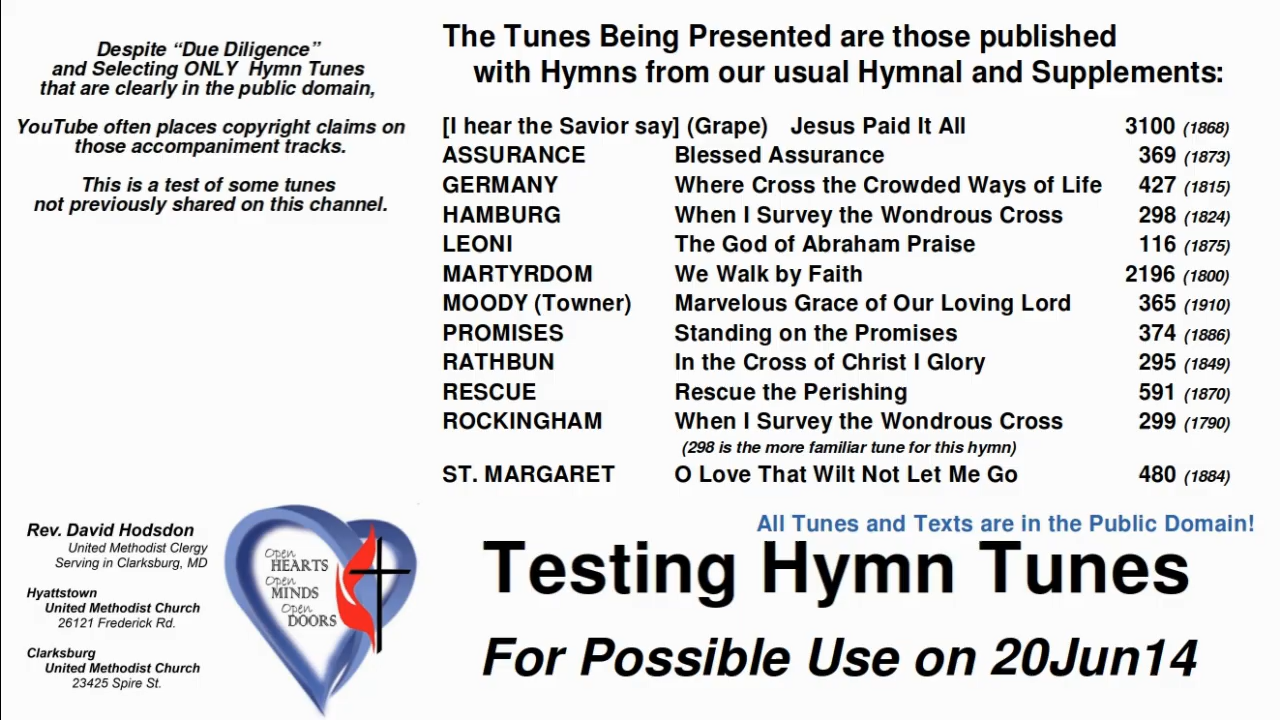 Despite “Due Diligence”
and Selecting ONLY Hymn Tunes
that are clearly in the public domain,
YouTube often places copyright claims on
those accompaniment tracks.
This is a test of some tunes
not previously shared on this channel.
The Tunes Being Presented are those published
with Hymns from our usual Hymnal and Supplements:
[I hear the Savior say] (Grape) Jesus Paid It All 3100 (1868)
ASSURANCE Blessed Assurance 369 (1873)
GERMANY Where Cross the Crowded Ways of Life 427 (1815)
HAMBURG When I Survey the Wondrous Cross 298 (1824)
LEONI The God of Abraham Praise 116 (1875)
MARTYRDOM We Walk by Faith 2196 (1800)
MOODY (Towner) Marvelous Grace of Our Loving Lord 365 (1910)
PROMISES Standing on the Promises 374 (1886)
RATHBUN In the Cross of Christ I Glory 295 (1849)
RESCUE Rescue the Perishing 591 (1870)
ROCKINGHAM When I Survey the Wondrous Cross 299 (1790)
(298 is the more familiar tune for this hymn)
ST. MARGARET O Love That Wilt Not Let Me Go 480 (1884)
All Tunes and Texts are in the Public Domain!
Testing Hymn Tunes
For Possible Use on 20Jun14
Rev. David Hodsdon
United Methodist Clergy
Serving in Clarksburg, MD
Hyattstown
United Methodist Church
26121 Frederick Rd.
Clarksburg
United Methodist Church
23425 Spire St.
Open
HEARTS
Open
MINDS
Open
DOORS